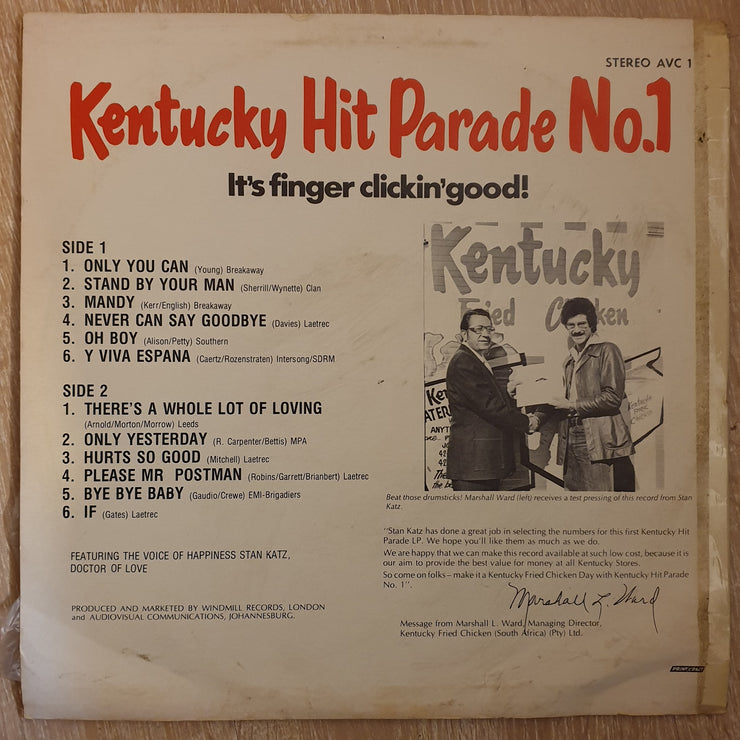 STEREO AVC 1
Kentucky Hit Parade No.1
It's finger clickin'good!
SIDE 1
1. ONLY YOU CAN (Young) Breakaway
2. STAND BY YOUR MAN (Sherrill/Wynette) Clan
3. MANDY (Kerr/English) Breakaway
4. NEVER CAN SAY GOODBYE (Davies) Laetrec
5. OH BOY (Alison/Petty) Southern
6. Y VIVA ESPANA (Caertz/Rozenstraten) Intersong/SDRM
SIDE 2
1. THERE'S A WHOLE LOT OF LOVING
(Arnold/Morton/Morrow) Leeds
2. ONLY YESTERDAY (R. Carpenter/Bettis) MPA
3. HURTS SO GOOD (Mitchell) Laetrec
4. PLEASE MR POSTMAN (Robins/Garrett/Brianbert) Laetrec
5. BYE BYE BABY (Gaudio/Crewe) EMI-Brigadiers
6. IF (Gates) Laetrec
FEATURING THE VOICE OF HAPPINESS STAN KATZ,
DOCTOR OF LOVE
PRODUCED AND MARKETED BY WINDMILL RECORDS, LONDON
and AUDIOVISUAL COMMUNICATIONS, JOHANNESBURG.
Kentucky
Fried Chicken
Beat those drumsticks! Marshall Ward (left) receives a test pressing of this record from Stan
Katz.
"Stan Katz has done a great job in selecting the numbers for this first Kentucky Hit
Parade LP. We hope you'll like them as much as we do.
We are happy that we can make this record available at such low cost, because it is
our aim to provide the best value for money at all Kentucky Stores.
So come on folks – make it a Kentucky Fried Chicken Day with Kentucky Hit Parade
No. 1".
Marshall L. Ward
Message from Marshall L. Ward, Managing Director,
Kentucky Fried Chicken (South Africa) (Pty) Ltd.